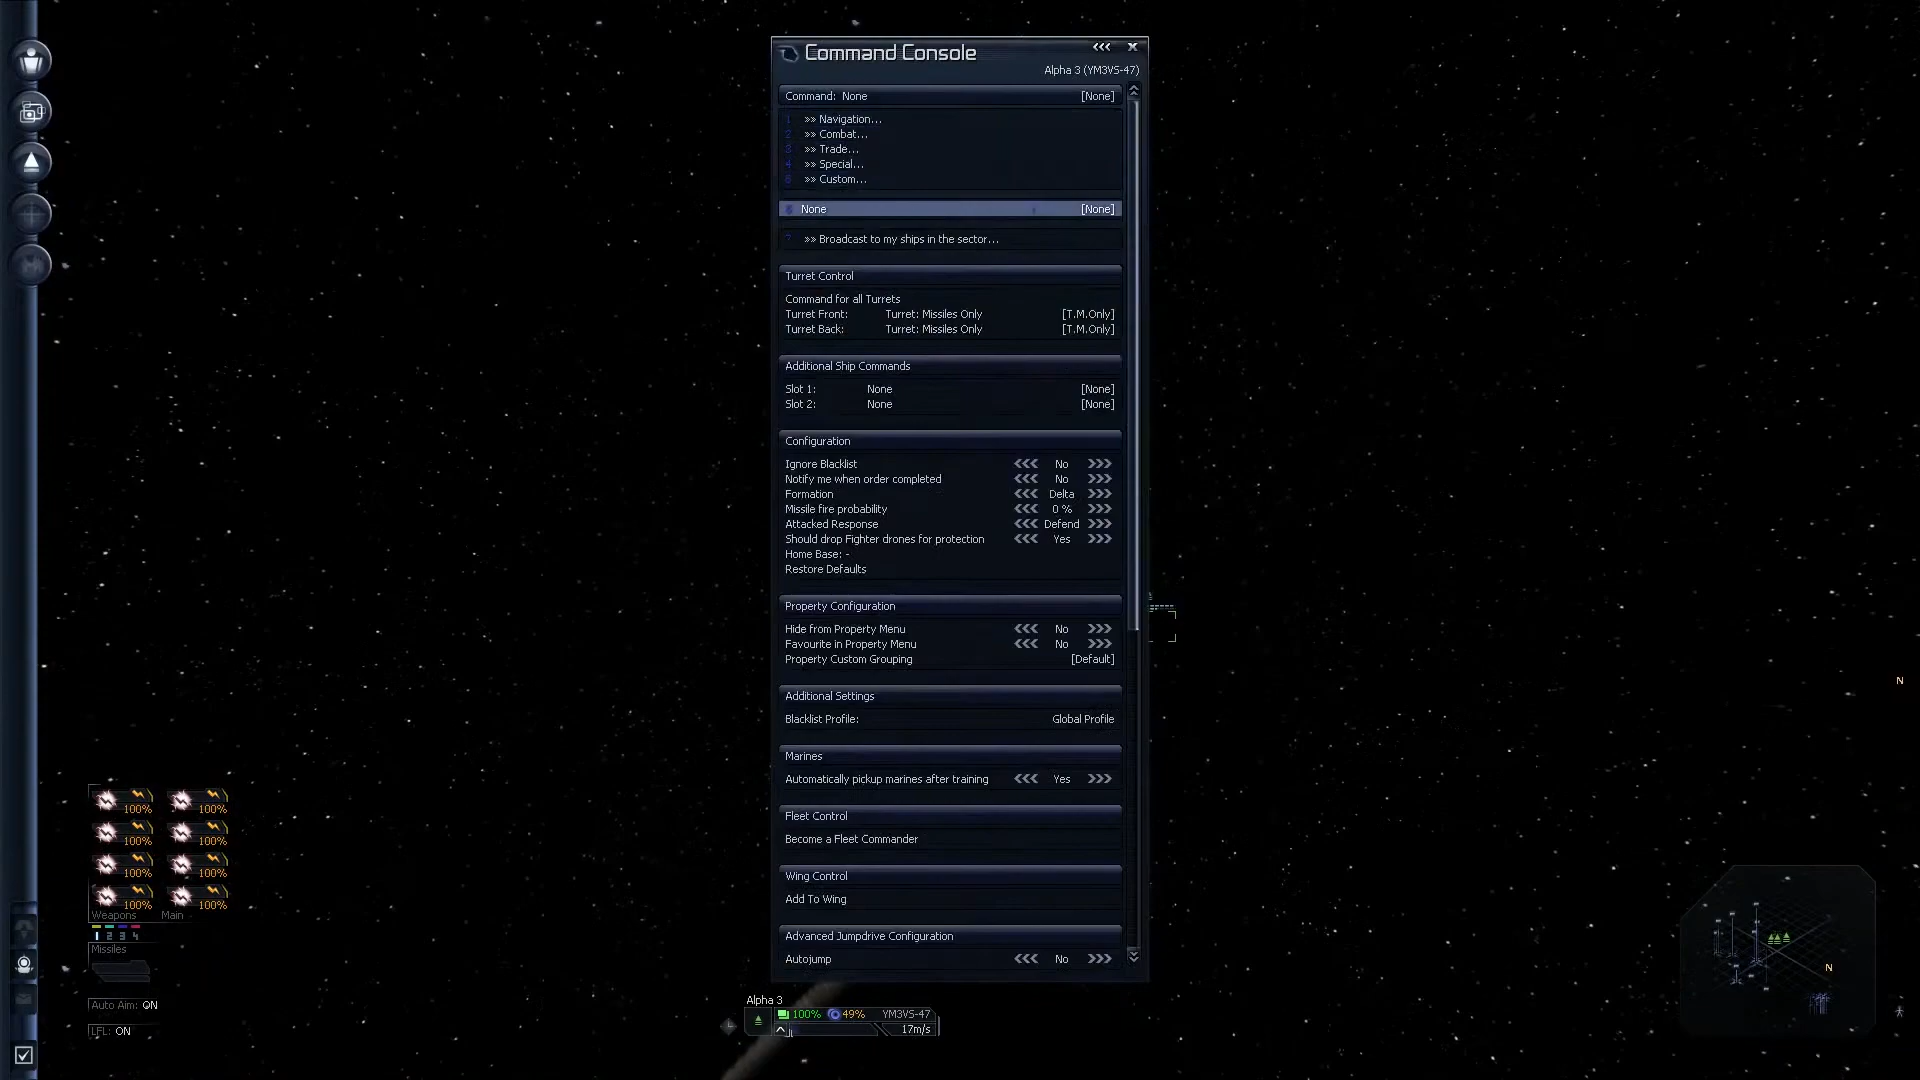 Command Console
Alpha 3 (YM3VS-47)
Command: None [None]
1 »» Navigation...
2 »» Combat...
3 »» Trade...
4 »» Special...
5 »» Custom...
6 None [None]
7 »» Broadcast to my ships in the sector...
Turret Control
Command for all Turrets
Turret Front: Turret: Missiles Only [T.M.Only]
Turret Back: Turret: Missiles Only [T.M.Only]
Additional Ship Commands
Slot 1: None [None]
Slot 2: None [None]
Configuration
Ignore Blacklist <<< No >>>
Notify me when order completed <<< No >>>
Formation <<< Delta >>>
Missile fire probability <<< 0 % >>>
Attacked Response <<< Defend >>>
Should drop Fighter drones for protection <<< Yes >>>
Home Base: -
Restore Defaults
Property Configuration
Hide from Property Menu <<< No >>>
Favourite in Property Menu <<< No >>>
Property Custom Grouping [Default]
Additional Settings
Blacklist Profile: Global Profile
Marines
Automatically pickup marines after training <<< Yes >>>
Fleet Control
Become a Fleet Commander
Wing Control
Add To Wing
Advanced Jumpdrive Configuration
Autojump <<< No >>>
N
100% 100%
100% 100%
100% 100%
100% 100%
Weapons Main
1 2 3 4
Missiles
Auto Aim: ON
LFL: ON
Alpha 3
100% 49% YM3VS-47
17m/s
N